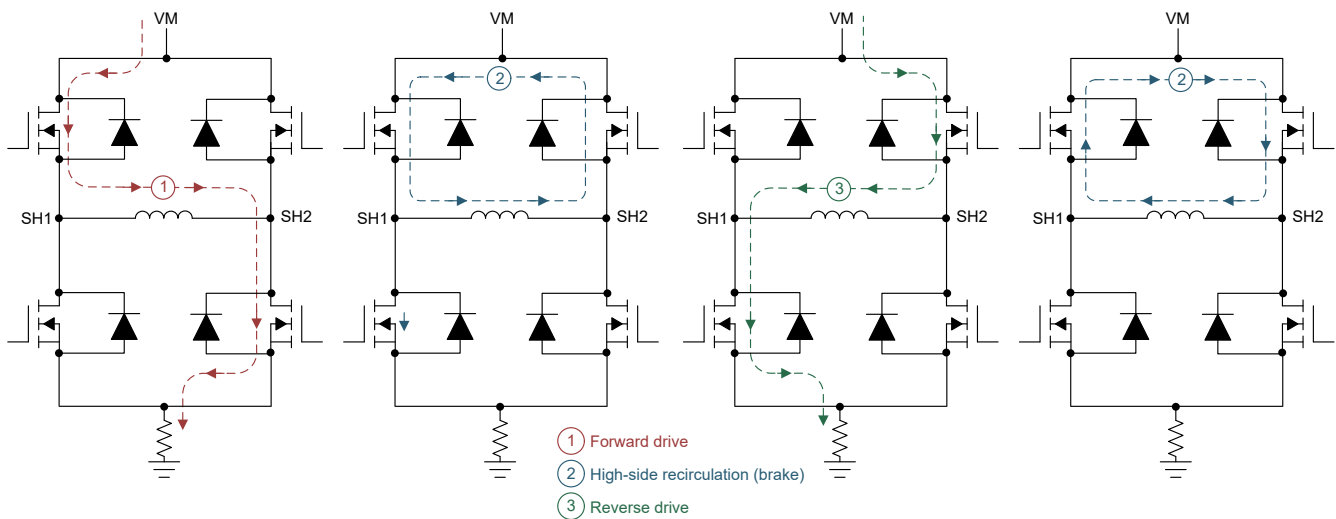 VM
VM
VM
VM
2
2
1
3
SH1
SH2
SH1
SH2
SH1
SH2
SH1
SH2
1 Forward drive
2 High-side recirculation (brake)
3 Reverse drive